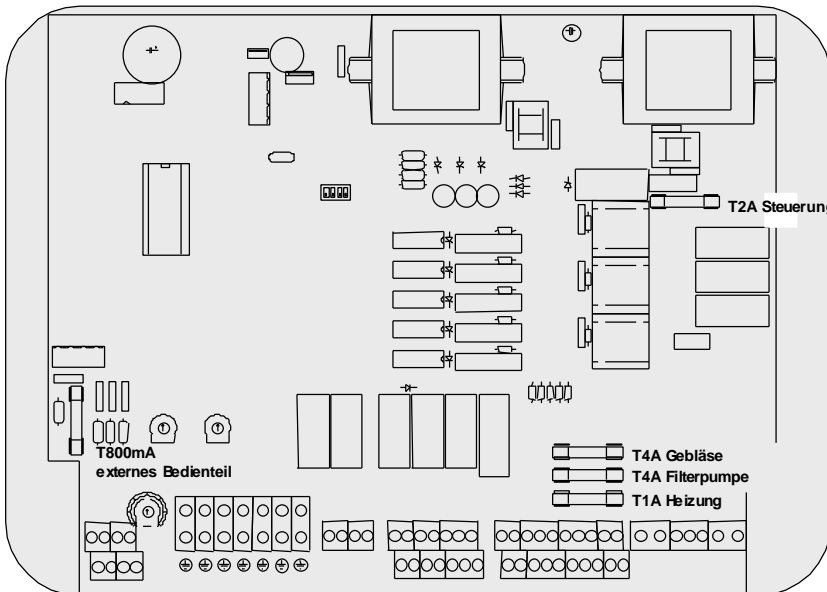 T2A Steuerung
T800mA
externes Bedienteil
T4A Gebläse
T4A Filterpumpe
T1A Heizung